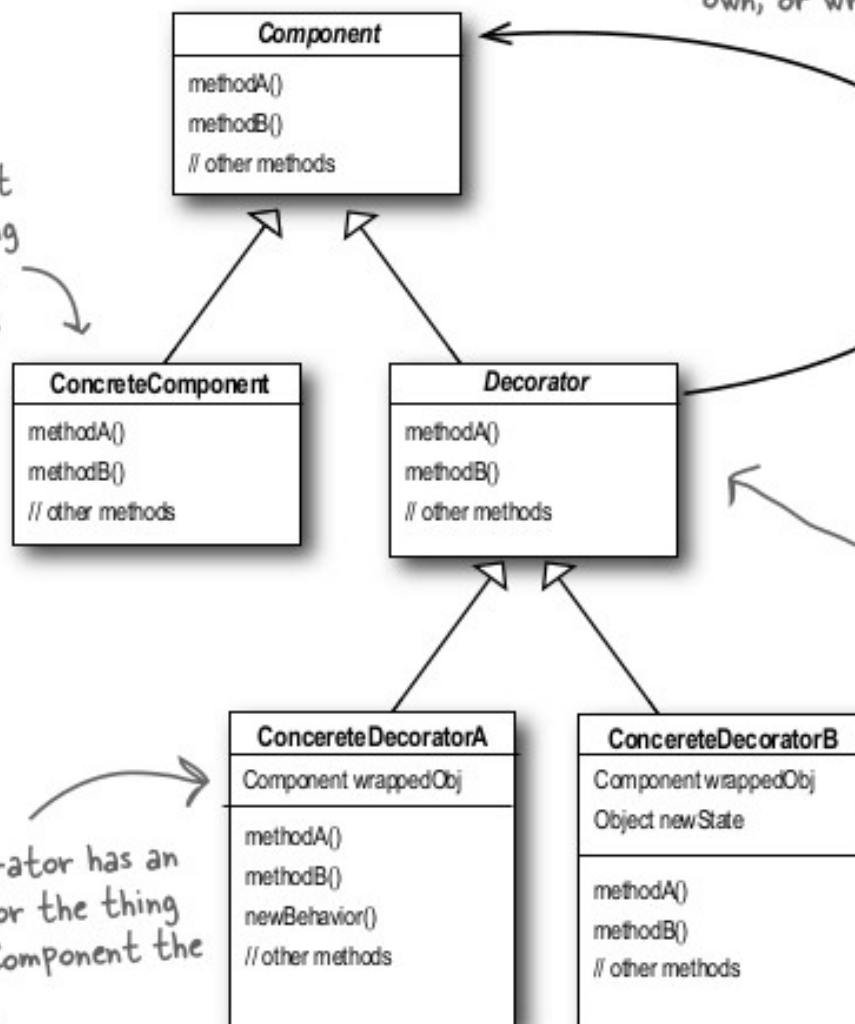 own, or
Component
methodA()
methodB()
// other methods
ConcreteComponent
methodA()
methodB()
// other methods
Decorator
methodA()
methodB()
// other methods
ConcereteDecoratorA
Component wrappedObj
methodA()
methodB()
newBehavior()
// other methods
ConcereteDecoratorB
Component wrappedObj
Object newState
methodA()
methodB()
// other methods
has an
the thing
component the